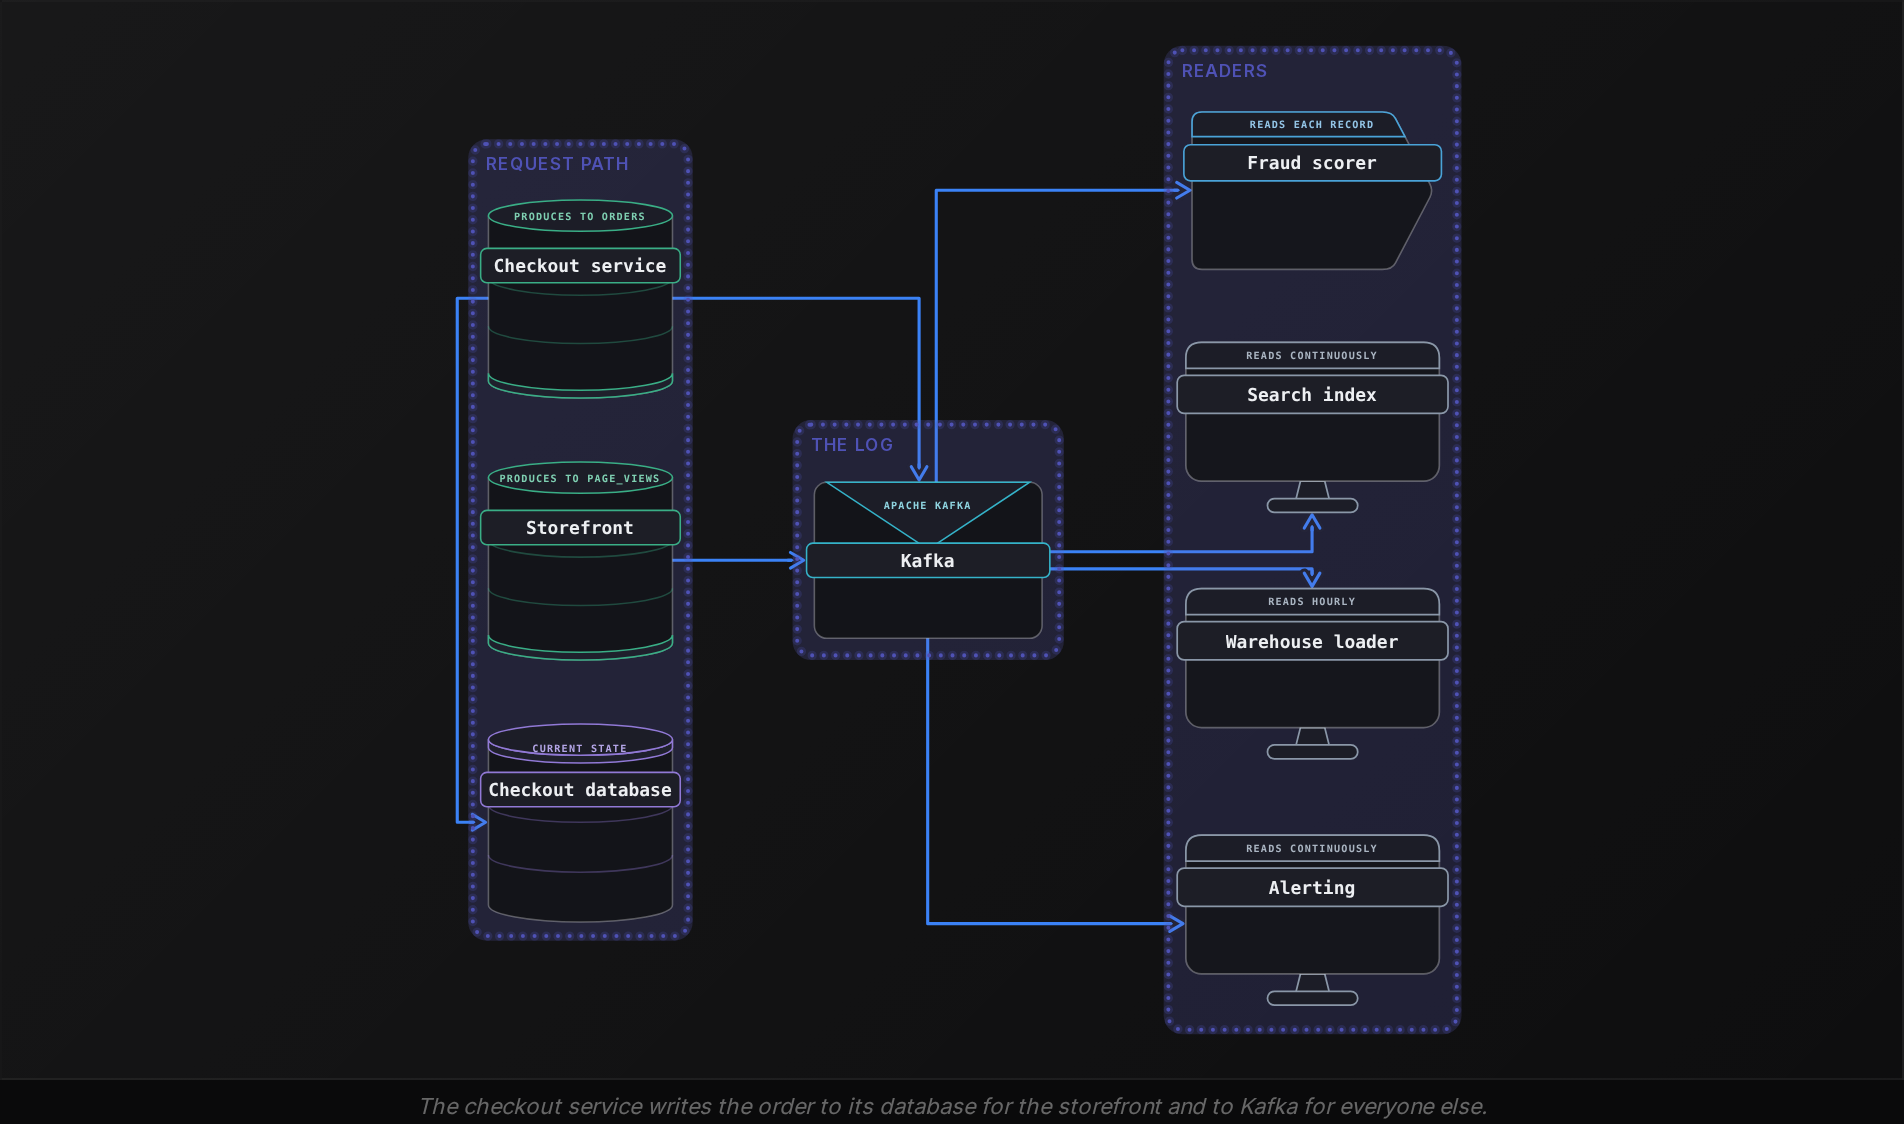 REQUEST PATH
PRODUCES TO ORDERS
Checkout service
PRODUCES TO PAGE_VIEWS
Storefront
CURRENT STATE
Checkout database
THE LOG
APACHE KAFKA
Kafka
READERS
READS EACH RECORD
Fraud scorer
READS CONTINUOUSLY
Search index
READS HOURLY
Warehouse loader
READS CONTINUOUSLY
Alerting
The checkout service writes the order to its database for the storefront and to Kafka for everyone else.